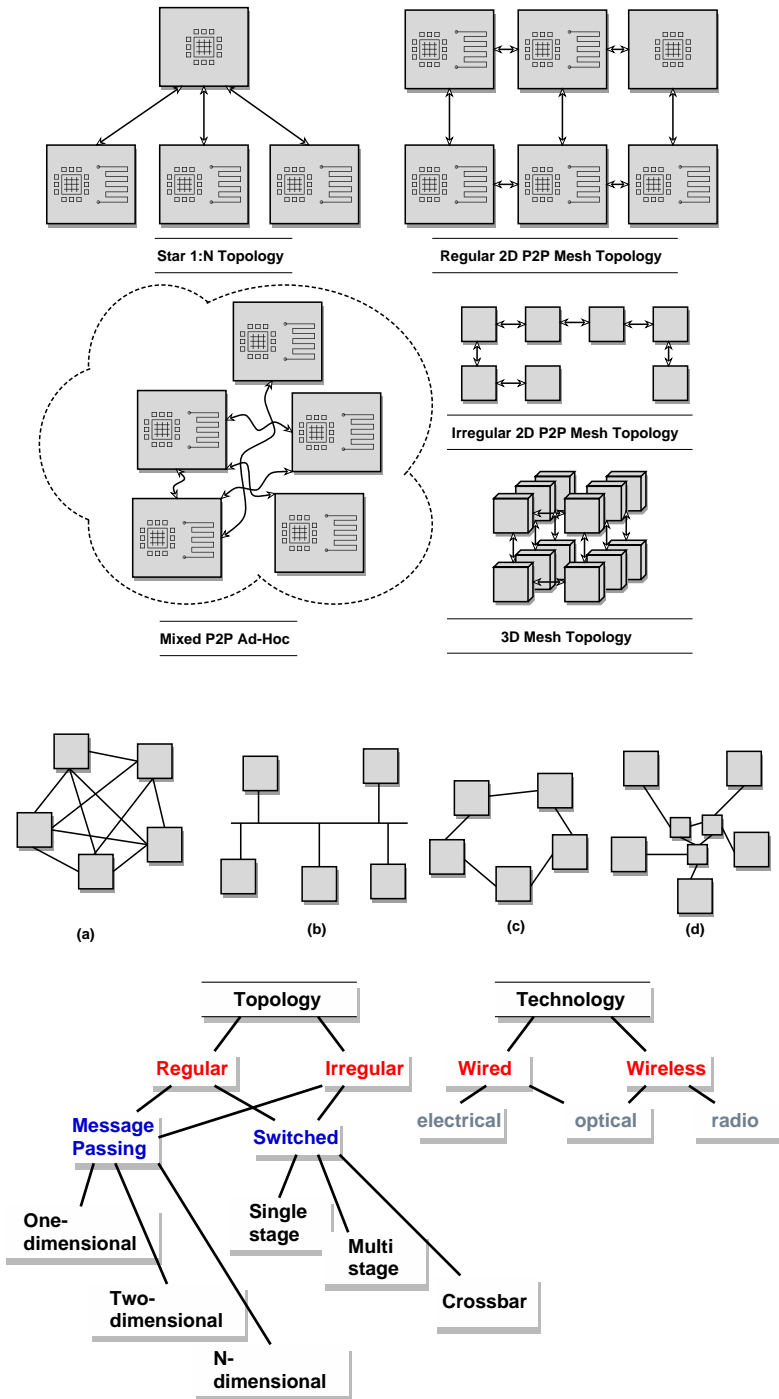 Star 1:N Topology
Regular 2D P2P Mesh Topology
Irregular 2D P2P Mesh Topology
Mixed P2P Ad-Hoc
3D Mesh Topology
(a)
(b)
(c)
(d)
Topology
Technology
Regular
Irregular
Wired
Wireless
Message
Passing
Switched
electrical
optical
radio
One-
dimensional
Single
stage
Multi
stage
Two-
dimensional
Crossbar
N-
dimensional